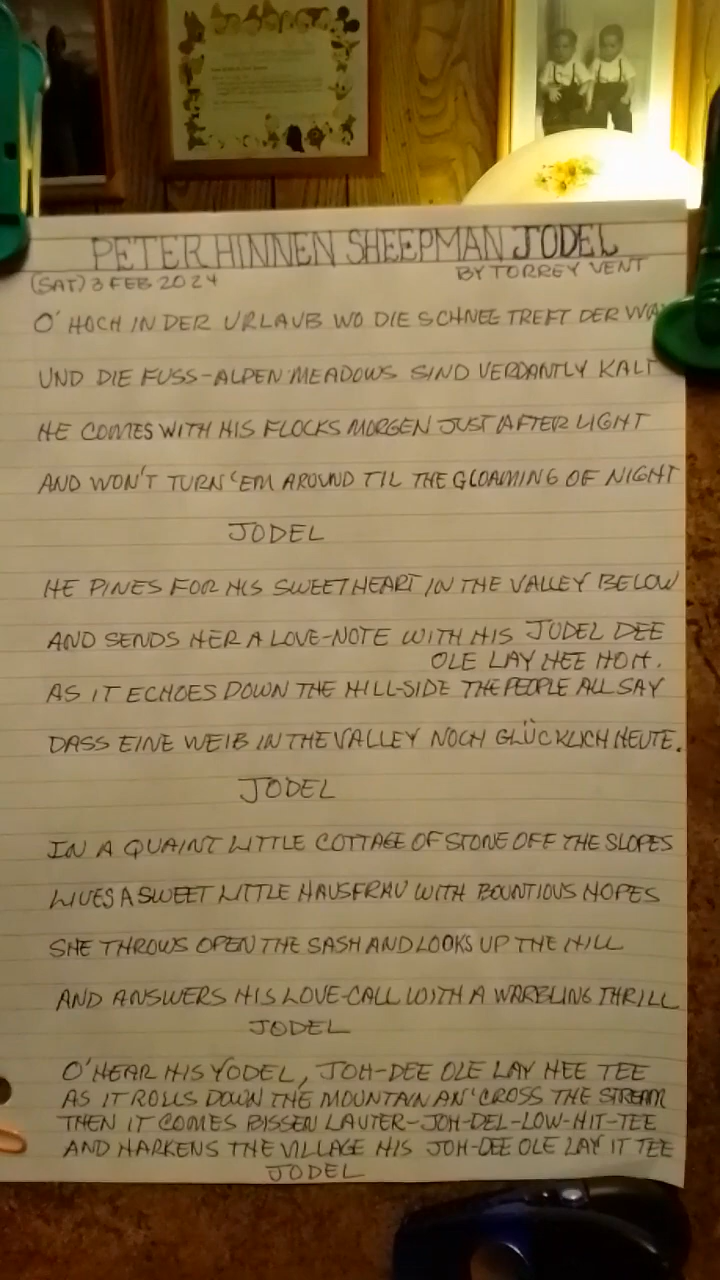 PETER HINNEN SHEEPMAN JODEL
(SAT) 3 FEB 2024 BY TORREY VENT
O' HOCH IN DER URLAUB WO DIE SCHNEE TREFT DER
UND DIE FUSS-ALPEN MEADOWS SIND VERDANTLY KALT
HE COMES WITH HIS FLOCKS MORGEN JUST AFTER LIGHT
AND WON'T TURN 'EM AROUND TIL THE GLOAMING OF NIGHT
JODEL
HE PINES FOR HIS SWEETHEART IN THE VALLEY BELOW
AND SENDS HER A LOVE-NOTE WITH HIS JODEL DEE
OLE LAY HEE HOH.
AS IT ECHOES DOWN THE HILL-SIDE THE PEOPLE ALL SAY
DASS EINE WEIB IN THE VALLEY NOCH GLÜCKLICH HEUTE.
JODEL
IN A QUAINT LITTLE COTTAGE OF STONE OFF THE SLOPES
LIVES A SWEET LITTLE HAUSFRAU WITH BOUNTIOUS HOPES
SHE THROWS OPEN THE SASH AND LOOKS UP THE HILL
AND ANSWERS HIS LOVE-CALL WITH A WARBLING THRILL
JODEL
O' HEAR HIS YODEL, JOH-DEE OLE LAY HEE TEE
AS IT ROLLS DOWN THE MOUNTAIN AN' CROSS THE STREAM
THEN IT COMES BISSEN LAUTER-JOH-DEL-LOW-HIT-TEE
AND HARKENS THE VILLAGE HIS JOH-DEE OLE LAY IT TEE
JODEL